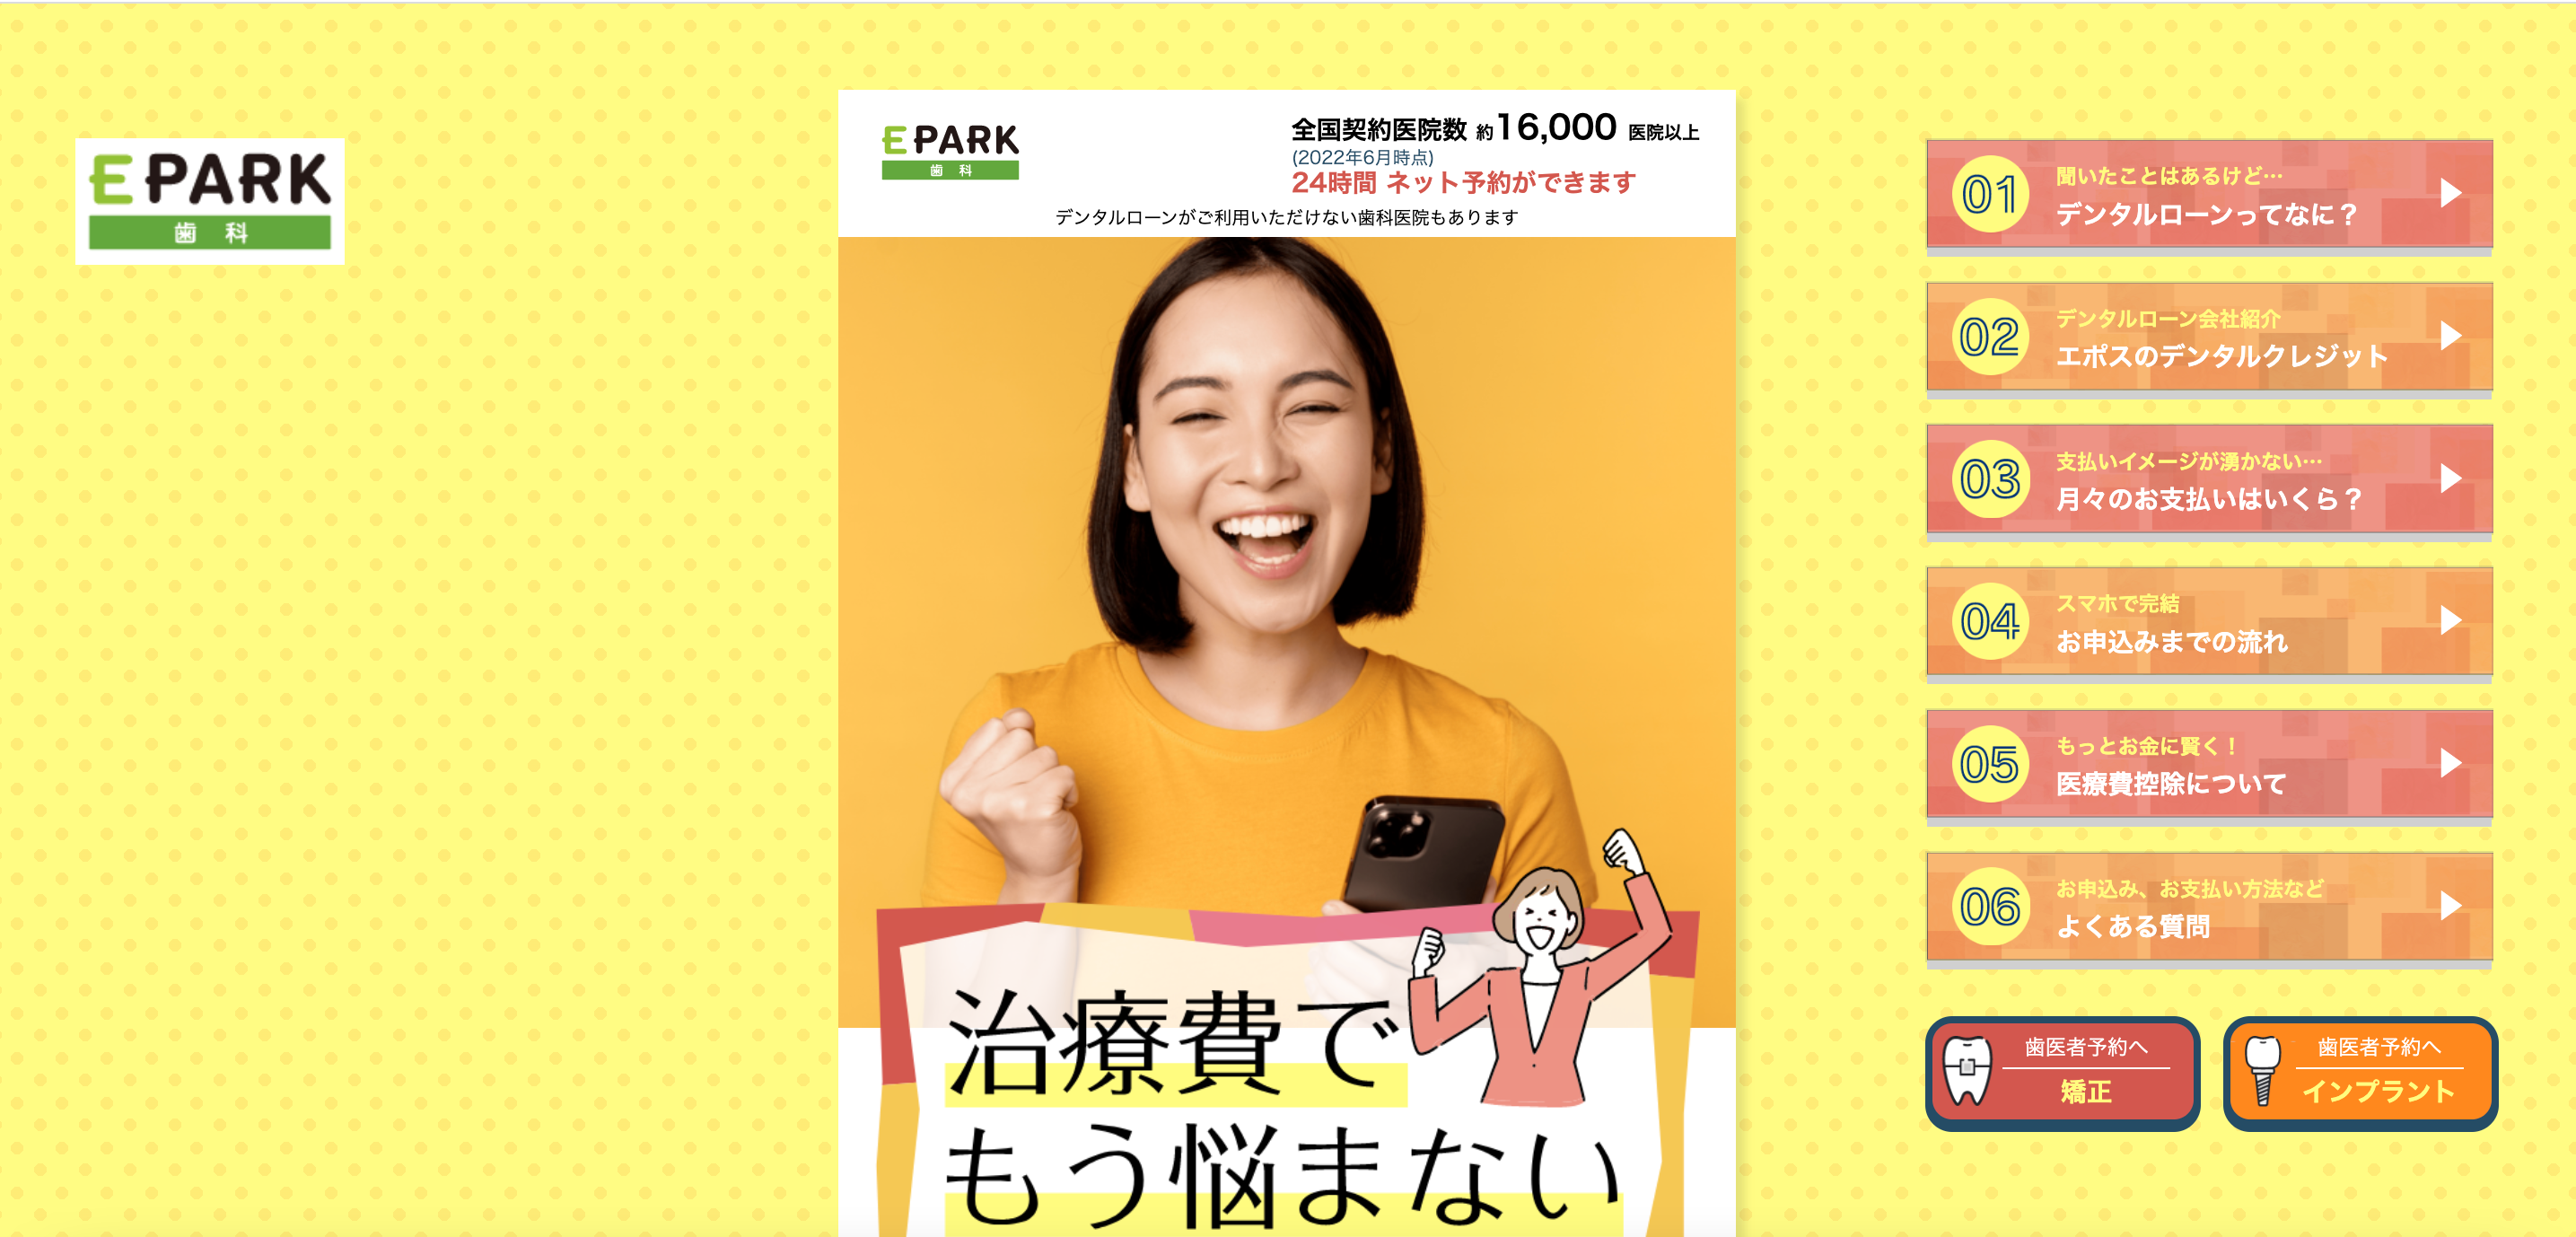 EPARK
歯 科
EPARK
歯 科
全国契約医院数 約16,000 医院以上
(2022年6月時点)
24時間 ネット予約ができます
デンタルローンがご利用いただけない歯科医院もあります
治療費で
もう悩まない
01
聞いたことはあるけど…
デンタルローンってなに？
02
デンタルローン会社紹介
エポスのデンタルクレジット
03
支払いイメージが湧かない…
月々のお支払いはいくら？
04
スマホで完結
お申込みまでの流れ
05
もっとお金に賢く！
医療費控除について
06
お申込み、お支払い方法など
よくある質問
歯医者予約へ
矯正
歯医者予約へ
インプラント